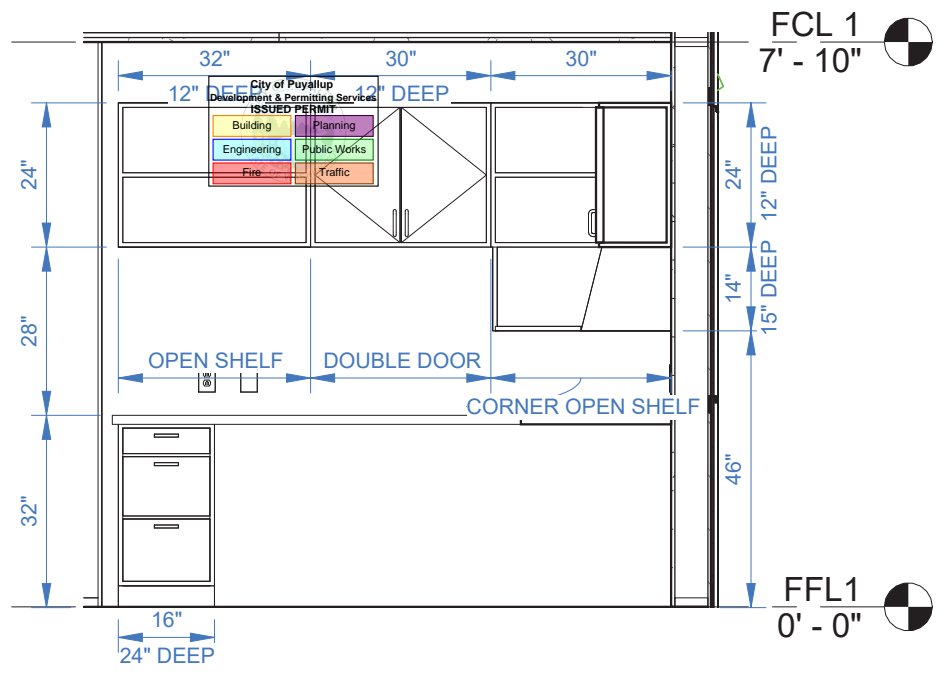 FCL 1
7' - 10"
32"
30"
30"
12" DEEP
12" DEEP
City of Puyallup
Development & Permitting Services
ISSUED PERMIT
Building
Planning
Engineering
Public Works
Fire
Traffic
24"
24"
12" DEEP
28"
14"
15" DEEP
OPEN SHELF
DOUBLE DOOR
CORNER OPEN SHELF
32"
46"
FFL1
0' - 0"
16"
24" DEEP